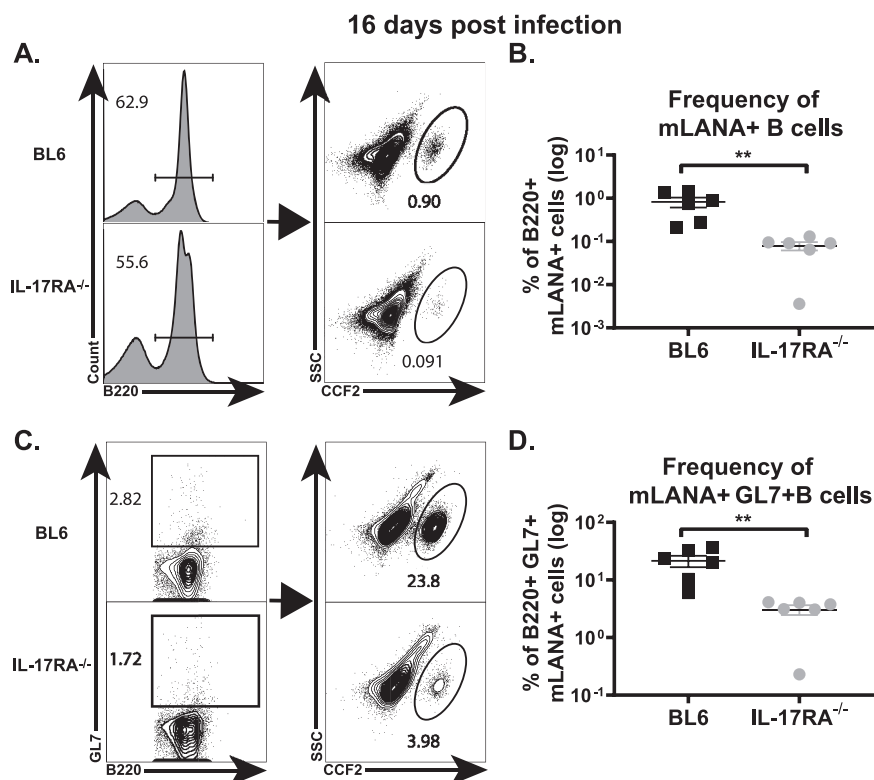 16 days post infection
A.
62.9
BL6
0.90
55.6
IL-17RA-/-
0.091
Count
B220
SSC
CCF2
B.
Frequency of
mLANA+ B cells
**
% of B220+
mLANA+ cells (log)
10¹
10⁰
10⁻¹
10⁻²
10⁻³
BL6
IL-17RA-/-
C.
2.82
BL6
23.8
1.72
IL-17RA-/-
3.98
GL7
B220
SSC
CCF2
D.
Frequency of
mLANA+ GL7+B cells
**
% of B220+ GL7+
mLANA+ cells (log)
10²
10¹
10⁰
10⁻¹
BL6
IL-17RA-/-